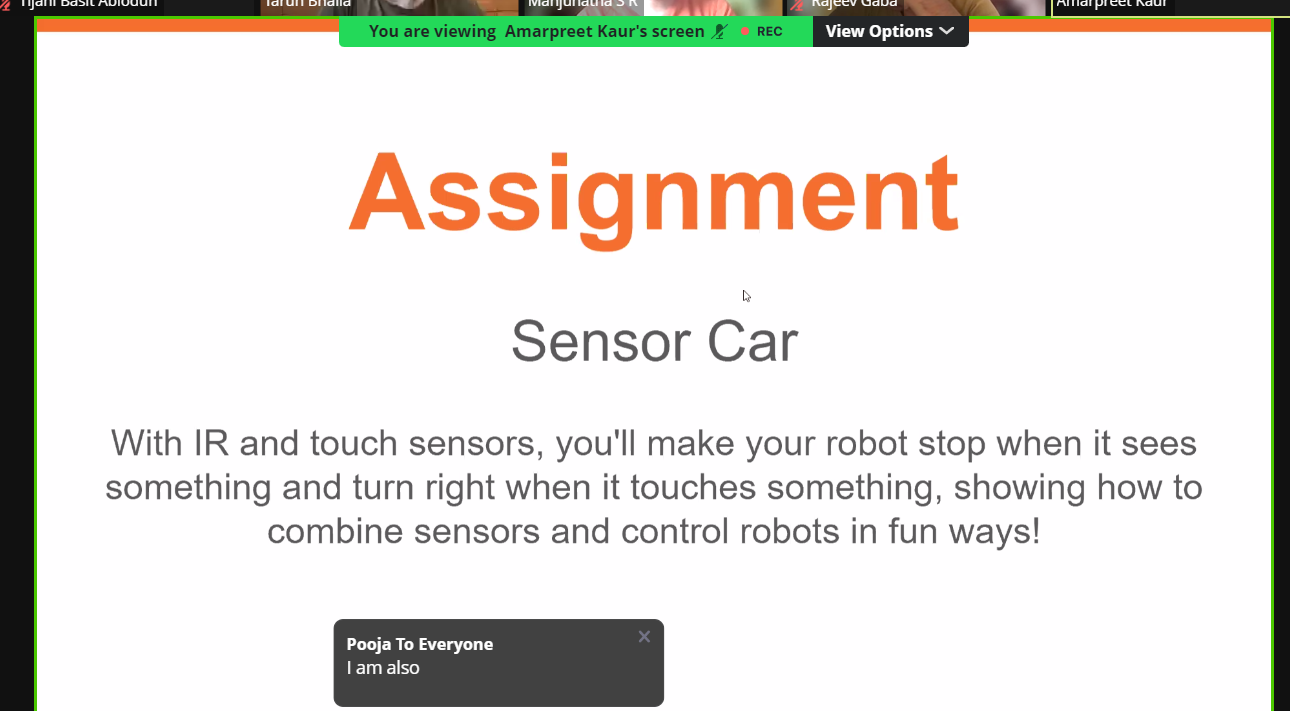 Tijani Basit Abiodun
Tarun Bhalla
Manjunatha S R
Rajeev Gaba
Amarpreet Kaur
You are viewing Amarpreet Kaur's screen REC View Options
Assignment
Sensor Car
With IR and touch sensors, you'll make your robot stop when it sees
something and turn right when it touches something, showing how to
combine sensors and control robots in fun ways!
Pooja To Everyone
I am also